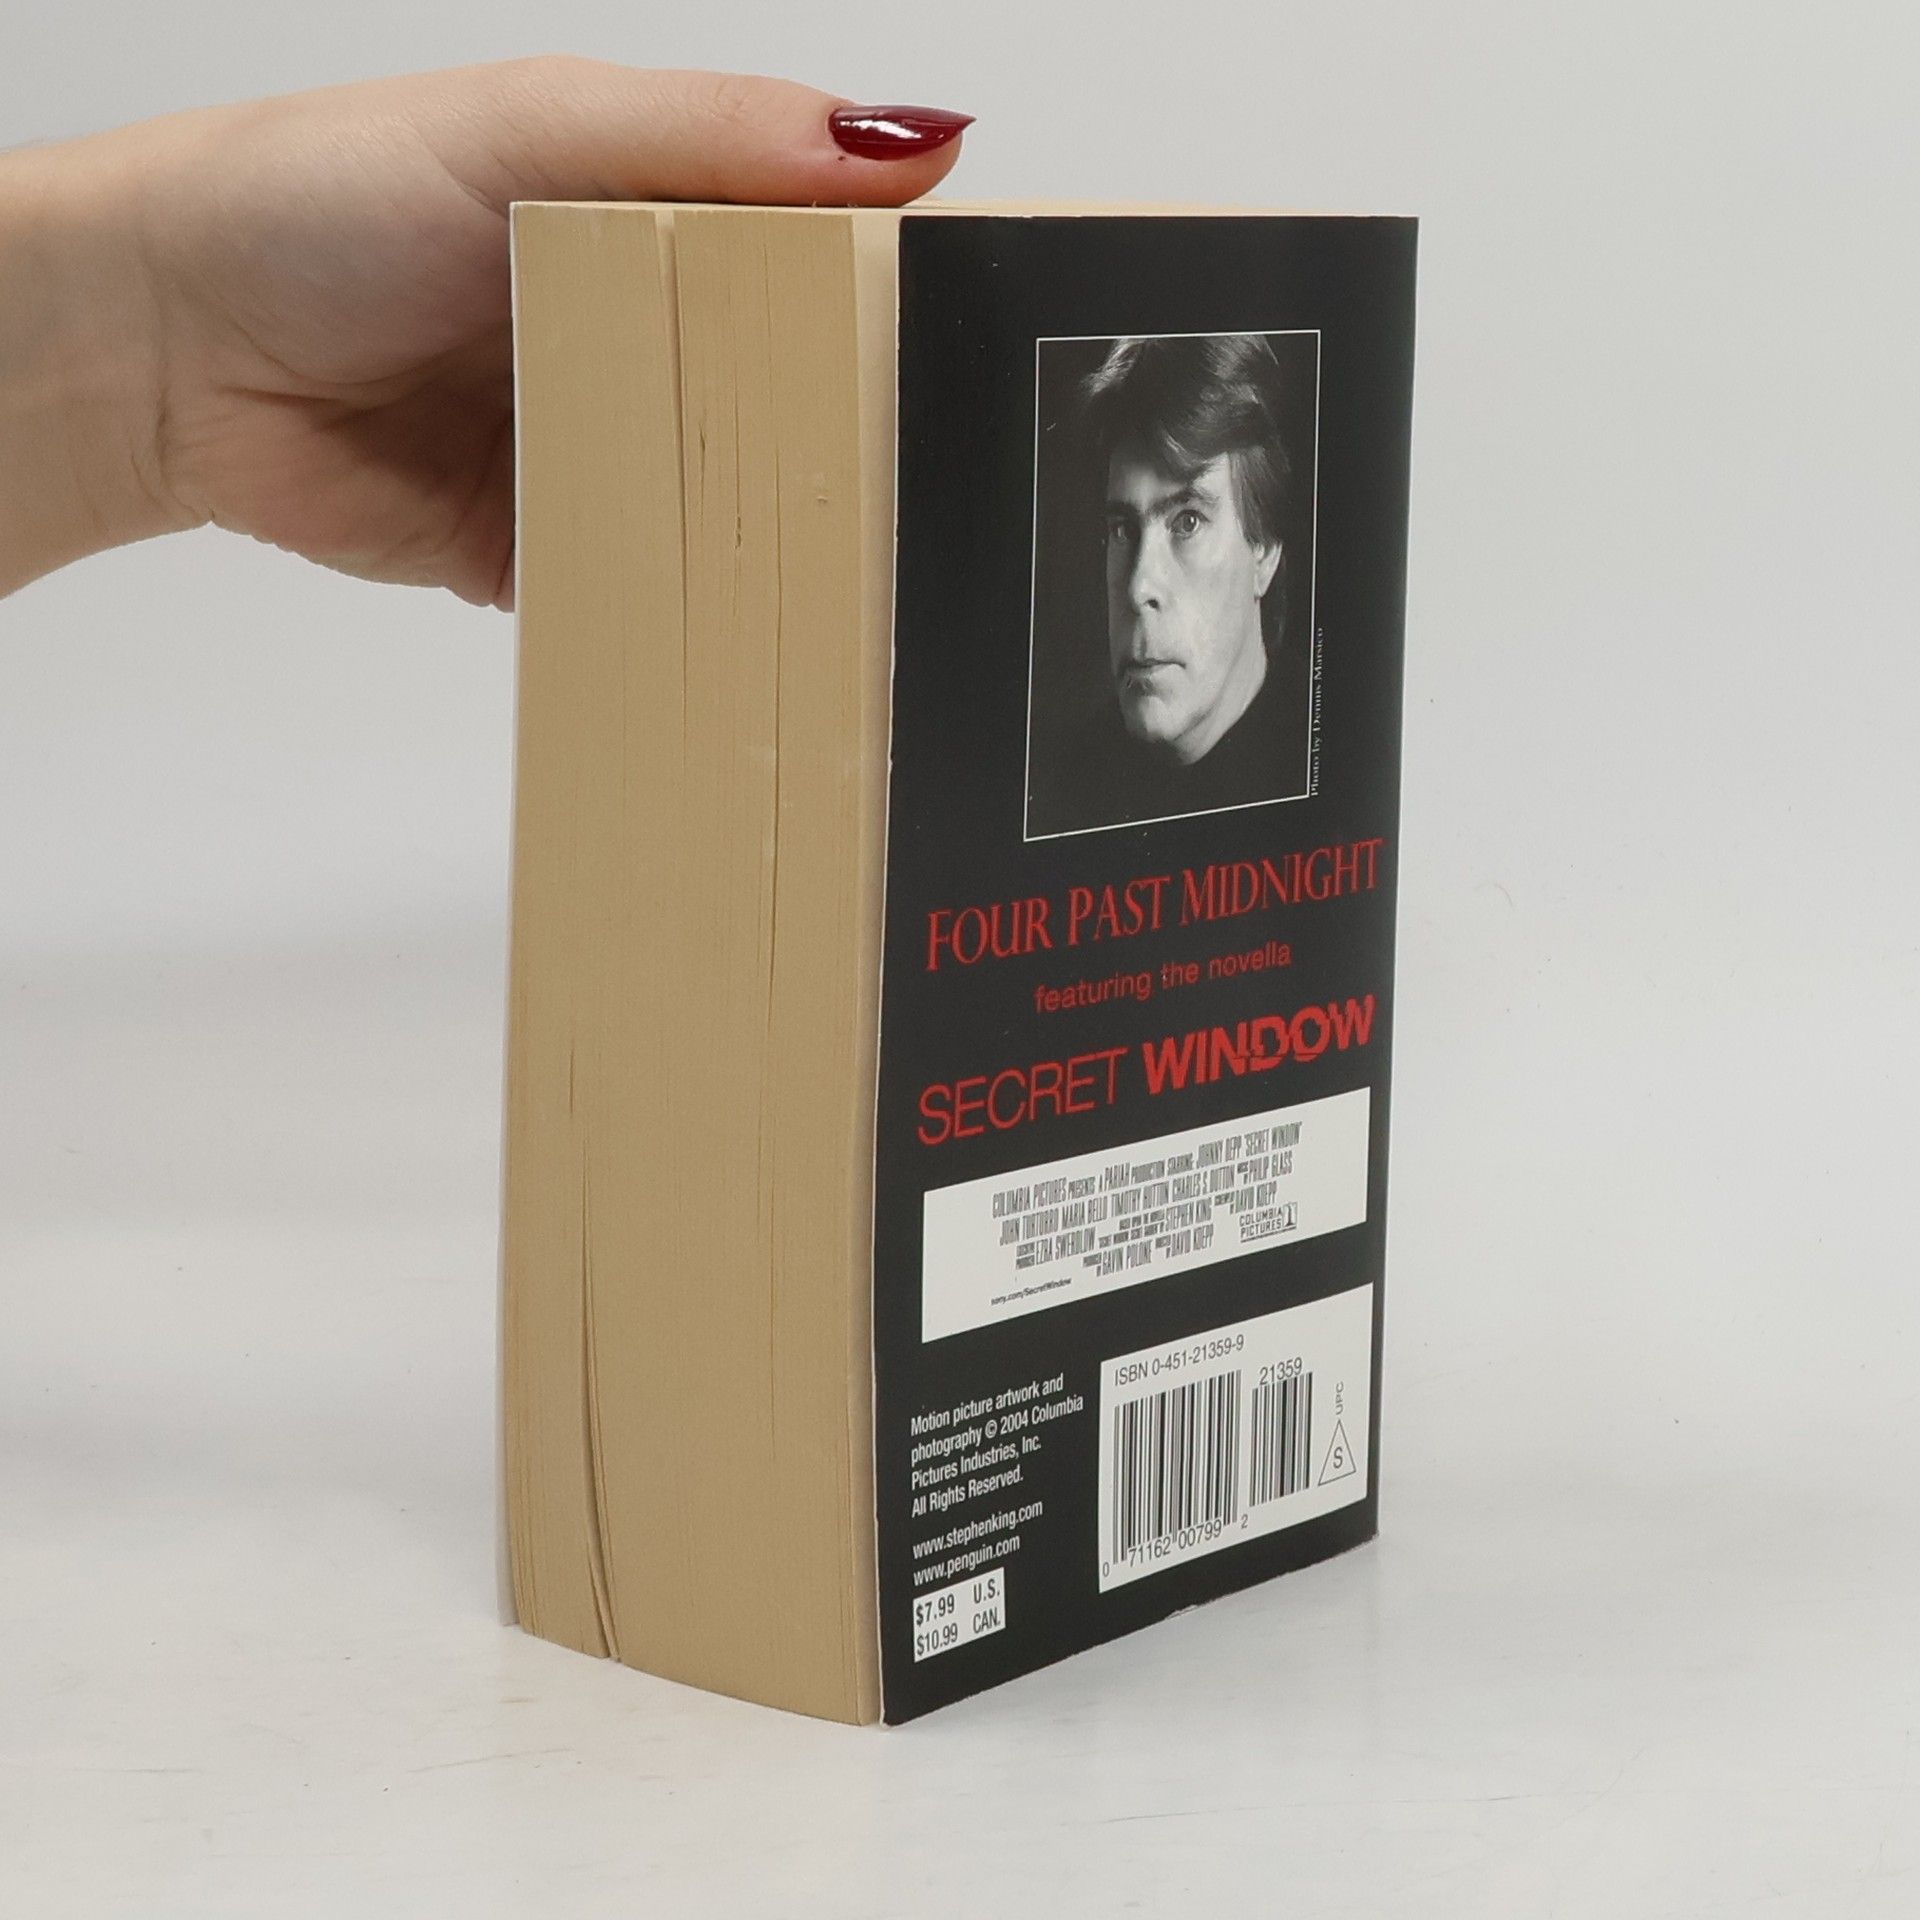 Photo by Dennis Marsico
FOUR PAST MIDNIGHT
featuring the novella
SECRET WINDOW
COLUMBIA PICTURES PRESENTS A PARIAH PRODUCTION STARRING JOHNNY DEPP "SECRET WINDOW"
JOHN TURTURRO MARIA BELLO TIMOTHY HUTTON CHARLES S. DUTTON MUSIC BY PHILIP GLASS
EXECUTIVE PRODUCER EZRA SWERDLOW BASED UPON THE NOVELLA "SECRET WINDOW, SECRET GARDEN" BY STEPHEN KING SCREENPLAY BY DAVID KOEPP
PRODUCED BY GAVIN POLONE DIRECTED BY DAVID KOEPP
COLUMBIA
PICTURES
sony.com/SecretWindow
Motion picture artwork and
photography © 2004 Columbia
Pictures Industries, Inc.
All Rights Reserved.
www.stephenking.com
www.penguin.com
$7.99 U.S.
$10.99 CAN.
ISBN 0-451-21359-9
21359
0 71162 00799 2
UPC
S